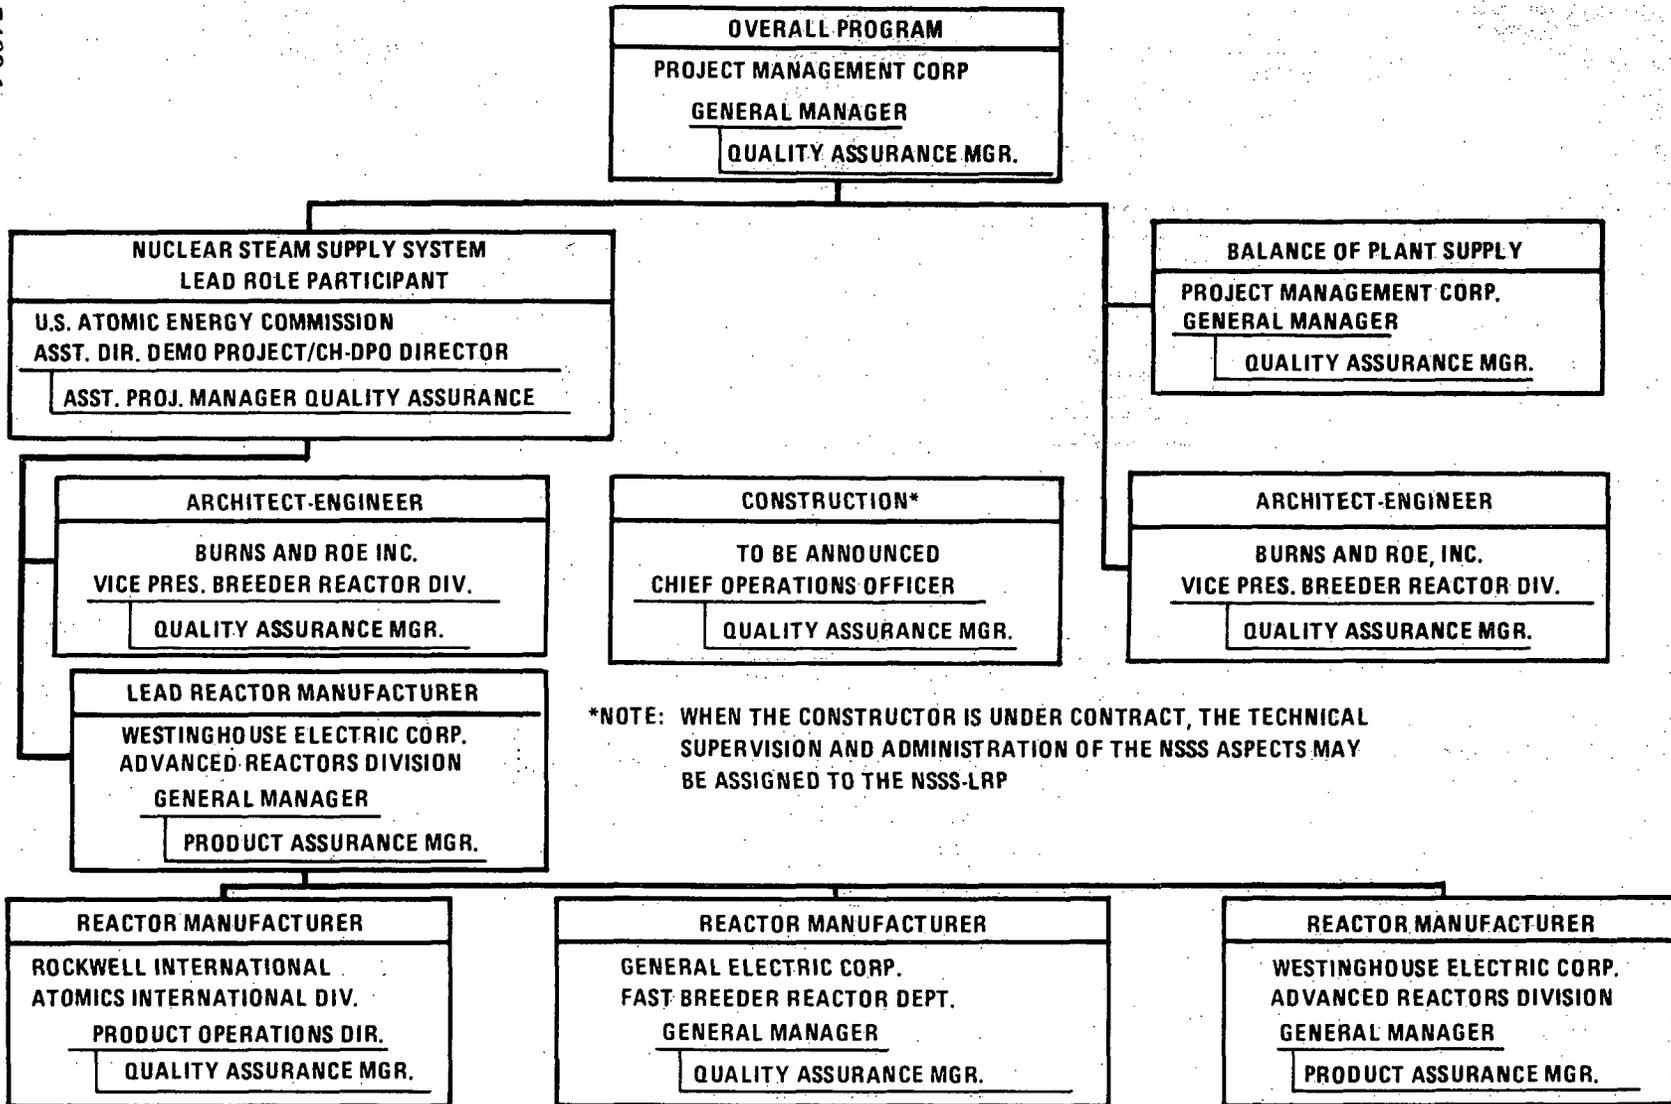 OVERALL PROGRAM
PROJECT MANAGEMENT CORP
GENERAL MANAGER
QUALITY ASSURANCE MGR.
NUCLEAR STEAM SUPPLY SYSTEM
LEAD ROLE PARTICIPANT
U.S. ATOMIC ENERGY COMMISSION
ASST. DIR. DEMO PROJECT/CH-DPO DIRECTOR
ASST. PROJ. MANAGER QUALITY ASSURANCE
BALANCE OF PLANT SUPPLY
PROJECT MANAGEMENT CORP.
GENERAL MANAGER
QUALITY ASSURANCE MGR.
ARCHITECT-ENGINEER
BURNS AND ROE INC.
VICE PRES. BREEDER REACTOR DIV.
QUALITY ASSURANCE MGR.
CONSTRUCTION*
TO BE ANNOUNCED
CHIEF OPERATIONS OFFICER
QUALITY ASSURANCE MGR.
ARCHITECT-ENGINEER
BURNS AND ROE, INC.
VICE PRES. BREEDER REACTOR DIV.
QUALITY ASSURANCE MGR.
LEAD REACTOR MANUFACTURER
WESTINGHOUSE ELECTRIC CORP.
ADVANCED REACTORS DIVISION
GENERAL MANAGER
PRODUCT ASSURANCE MGR.
*NOTE: WHEN THE CONSTRUCTOR IS UNDER CONTRACT, THE TECHNICAL
SUPERVISION AND ADMINISTRATION OF THE NSSS ASPECTS MAY
BE ASSIGNED TO THE NSSS-LRP
REACTOR MANUFACTURER
ROCKWELL INTERNATIONAL
ATOMICS INTERNATIONAL DIV.
PRODUCT OPERATIONS DIR.
QUALITY ASSURANCE MGR.
REACTOR MANUFACTURER
GENERAL ELECTRIC CORP.
FAST BREEDER REACTOR DEPT.
GENERAL MANAGER
QUALITY ASSURANCE MGR.
REACTOR MANUFACTURER
WESTINGHOUSE ELECTRIC CORP.
ADVANCED REACTORS DIVISION
GENERAL MANAGER
PRODUCT ASSURANCE MGR.